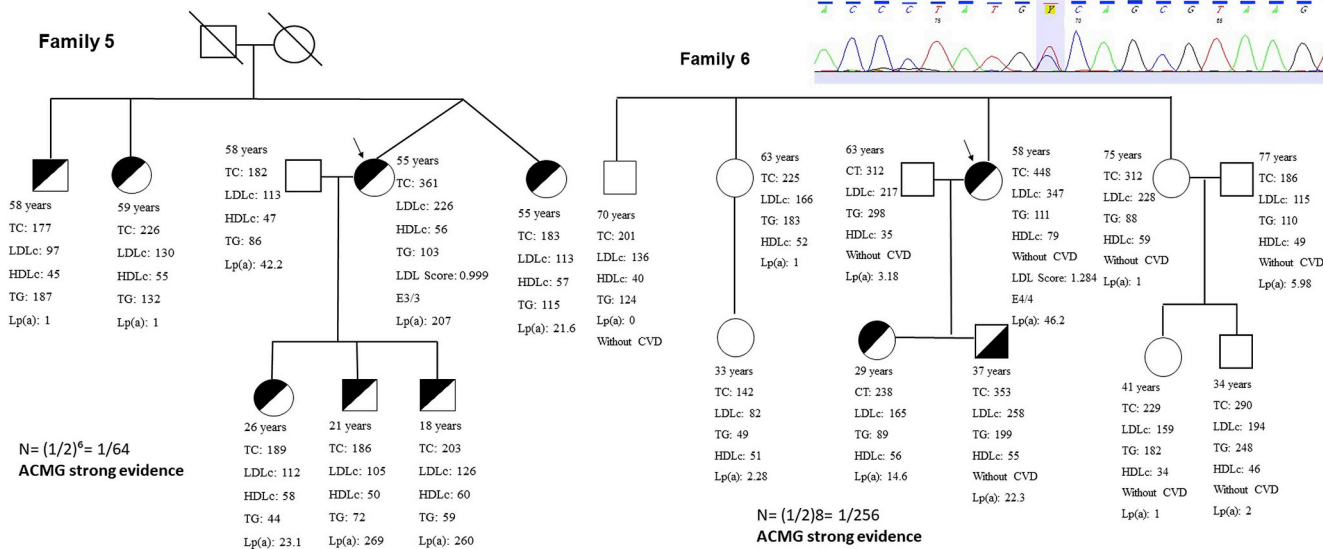 A C C C T A T G Y C A G C G T A A G
75 70 65
Family 5
Family 6
58 years
TC: 177
LDLc: 97
HDLc: 45
TG: 187
Lp(a): 1
59 years
TC: 226
LDLc: 130
HDLc: 55
TG: 132
Lp(a): 1
58 years
TC: 182
LDLc: 113
HDLc: 47
TG: 86
Lp(a): 42.2
55 years
TC: 361
LDLc: 226
HDLc: 56
TG: 103
LDL Score: 0.999
E3/3
Lp(a): 207
55 years
TC: 183
LDLc: 113
HDLc: 57
TG: 115
Lp(a): 21.6
26 years
TC: 189
LDLc: 112
HDLc: 58
TG: 44
Lp(a): 23.1
21 years
TC: 186
LDLc: 105
HDLc: 50
TG: 72
Lp(a): 269
18 years
TC: 203
LDLc: 126
HDLc: 60
TG: 59
Lp(a): 260
N= (1/2)⁶= 1/64
ACMG strong evidence
70 years
TC: 201
LDLc: 136
HDLc: 40
TG: 124
Lp(a): 0
Without CVD
63 years
TC: 225
LDLc: 166
TG: 183
HDLc: 52
Lp(a): 1
63 years
CT: 312
LDLc: 217
TG: 298
HDLc: 35
Without CVD
Lp(a): 3.18
58 years
TC: 448
LDLc: 347
TG: 111
HDLc: 79
Without CVD
LDL Score: 1.284
E4/4
Lp(a): 46.2
75 years
TC: 312
LDLc: 228
TG: 88
HDLc: 59
Without CVD
Lp(a): 1
77 years
TC: 186
LDLc: 115
TG: 110
HDLc: 49
Without CVD
Lp(a): 5.98
33 years
TC: 142
LDLc: 82
TG: 49
HDLc: 51
Lp(a): 2.28
29 years
CT: 238
LDLc: 165
TG: 89
HDLc: 56
Lp(a): 14.6
37 years
TC: 353
LDLc: 258
TG: 199
HDLc: 55
Without CVD
Lp(a): 22.3
41 years
TC: 229
LDLc: 159
TG: 182
HDLc: 34
Without CVD
Lp(a): 1
34 years
TC: 290
LDLc: 194
TG: 248
HDLc: 46
Without CVD
Lp(a): 2
N= (1/2)8= 1/256
ACMG strong evidence